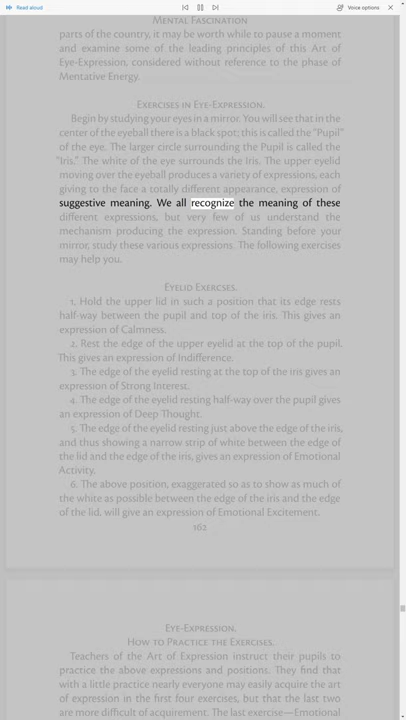 Read aloud
Voice options
MENTAL FASCINATION
parts of the country, it may be worth while to pause a moment
and examine some of the leading principles of this Art of
Eye-Expression, considered without reference to the phase of
Mentative Energy.
EXERCISES IN EYE-EXPRESSION.
Begin by studying your eyes in a mirror. You will see that in the
center of the eyeball there is a black spot; this is called the "Pupil"
of the eye. The larger circle surrounding the Pupil is called the
"Iris." The white of the eye surrounds the Iris. The upper eyelid
moving over the eyeball produces a variety of expressions, each
giving to the face a totally different appearance, expression of
suggestive meaning. We all recognize the meaning of these
different expressions, but very few of us understand the
mechanism producing the expression. Standing before your
mirror, study these various expressions. The following exercises
may help you.
EYELID EXERCSES.
1. Hold the upper lid in such a position that its edge rests
half-way between the pupil and top of the iris. This gives an
expression of Calmness.
2. Rest the edge of the upper eyelid at the top of the pupil.
This gives an expression of Indifference.
3. The edge of the eyelid resting at the top of the iris gives an
expression of Strong Interest.
4. The edge of the eyelid resting half-way over the pupil gives
an expression of Deep Thought.
5. The edge of the eyelid resting just above the edge of the iris,
and thus showing a narrow strip of white between the edge of
the lid and the edge of the iris, gives an expression of Emotional
Activity.
6. The above position, exaggerated so as to show as much of
the white as possible between the edge of the iris and the edge
of the lid, will give an expression of Emotional Excitement.
162
EYE-EXPRESSION.
HOW TO PRACTICE THE EXERCISES.
Teachers of the Art of Expression instruct their pupils to
practice the above expressions and positions. They find that
with a little practice nearly everyone may easily acquire the art
of expression in the first four exercises, but that the last two
are more difficult of acquirement. The last exercise—Emotional